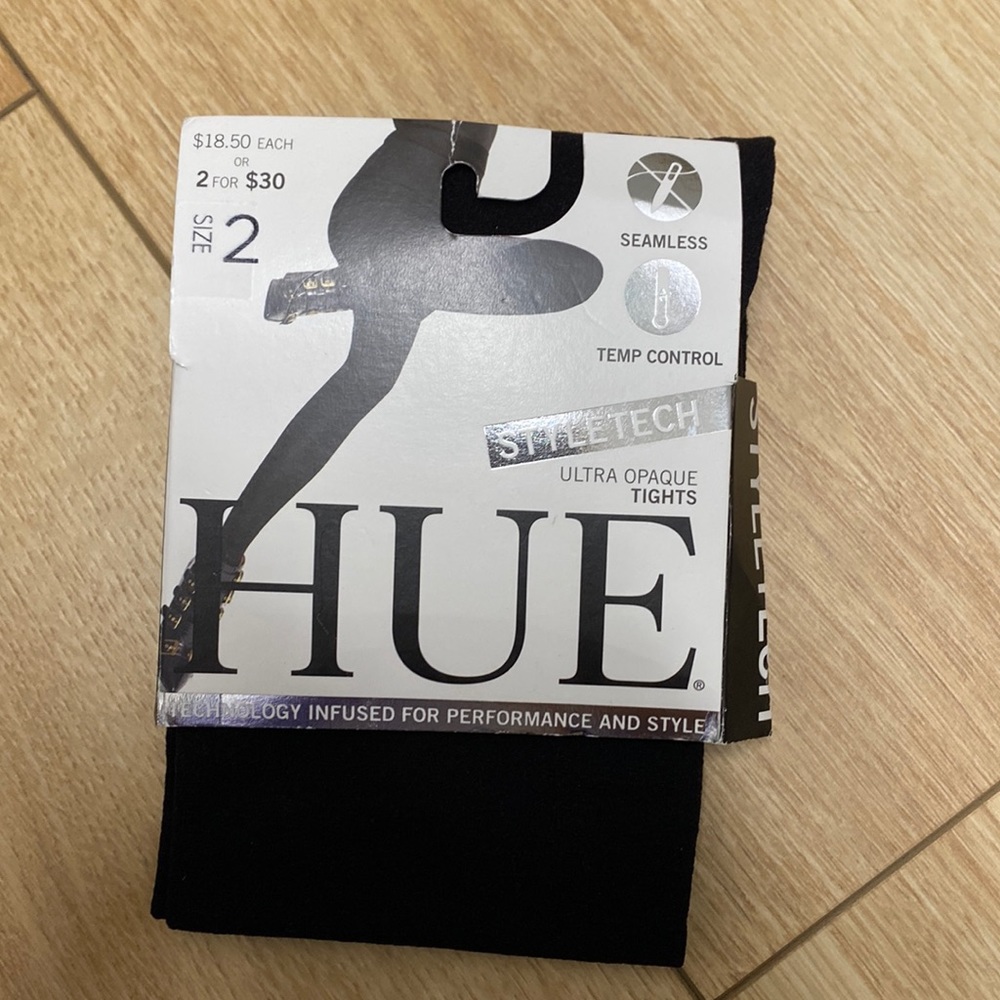 $18.50 EACH
OR
2 FOR $30
SIZE 2
SEAMLESS
TEMP CONTROL
STYLETECH
ULTRA OPAQUE
TIGHTS
HUE®
TECHNOLOGY INFUSED FOR PERFORMANCE AND STYLE
STYLETECH